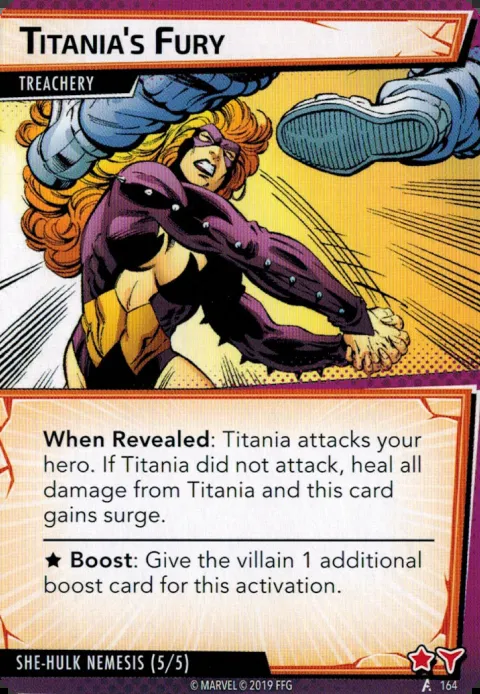 TITANIA'S FURY
TREACHERY
When Revealed: Titania attacks your
hero. If Titania did not attack, heal all
damage from Titania and this card
gains surge.
★ Boost: Give the villain 1 additional
boost card for this activation.
SHE-HULK NEMESIS (5/5)
© MARVEL © 2019 FFG
164